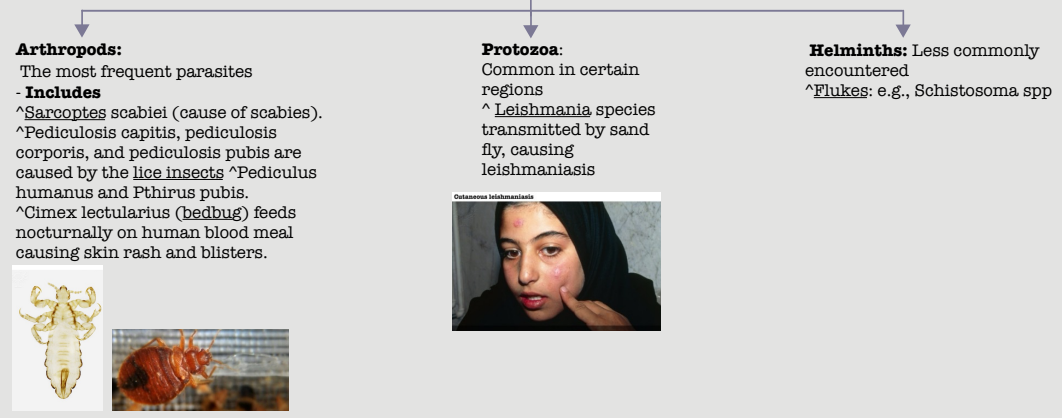 Arthropods:
The most frequent parasites
- Includes
^Sarcoptes scabiei (cause of scabies).
^Pediculosis capitis, pediculosis
corporis, and pediculosis pubis are
caused by the lice insects ^Pediculus
humanus and Pthirus pubis.
^Cimex lectularius (bedbug) feeds
nocturnally on human blood meal
causing skin rash and blisters.
Protozoa:
Common in certain
regions
^ Leishmania species
transmitted by sand
fly, causing
leishmaniasis
Cutaneous leishmaniasis
Helminths: Less commonly
encountered
^Flukes: e.g., Schistosoma spp